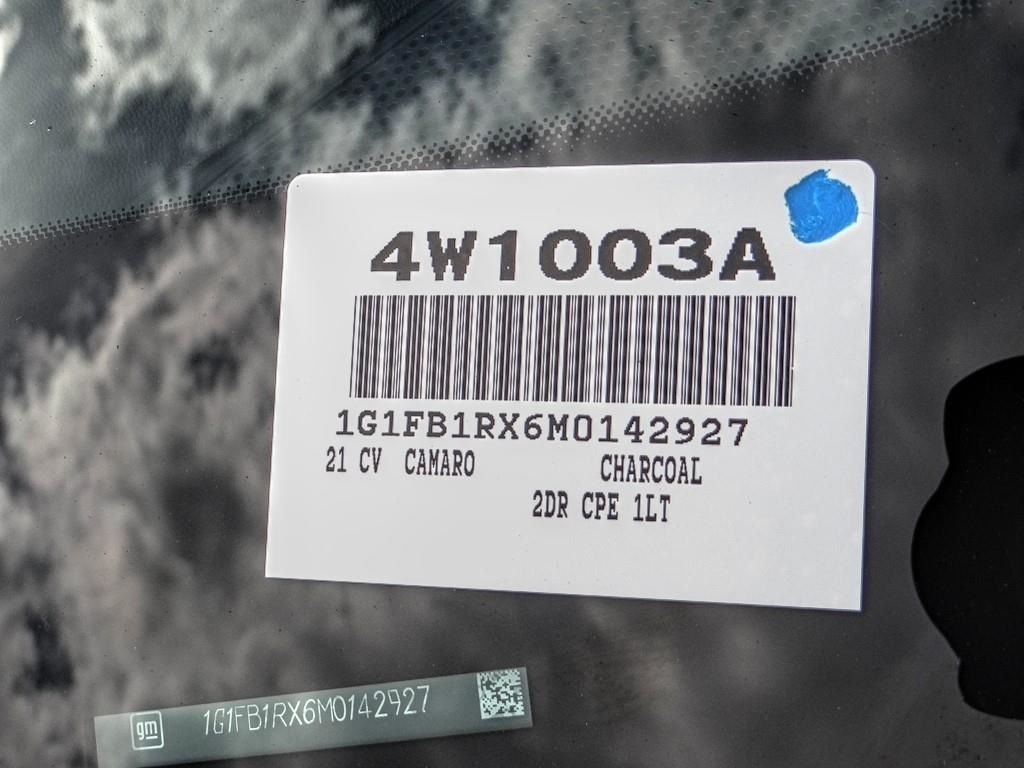 4W1003A
1G1FB1RX6M0142927
21 CV CAMARO CHARCOAL
2DR CPE 1LT
gm 1G1FB1RX6M0142927